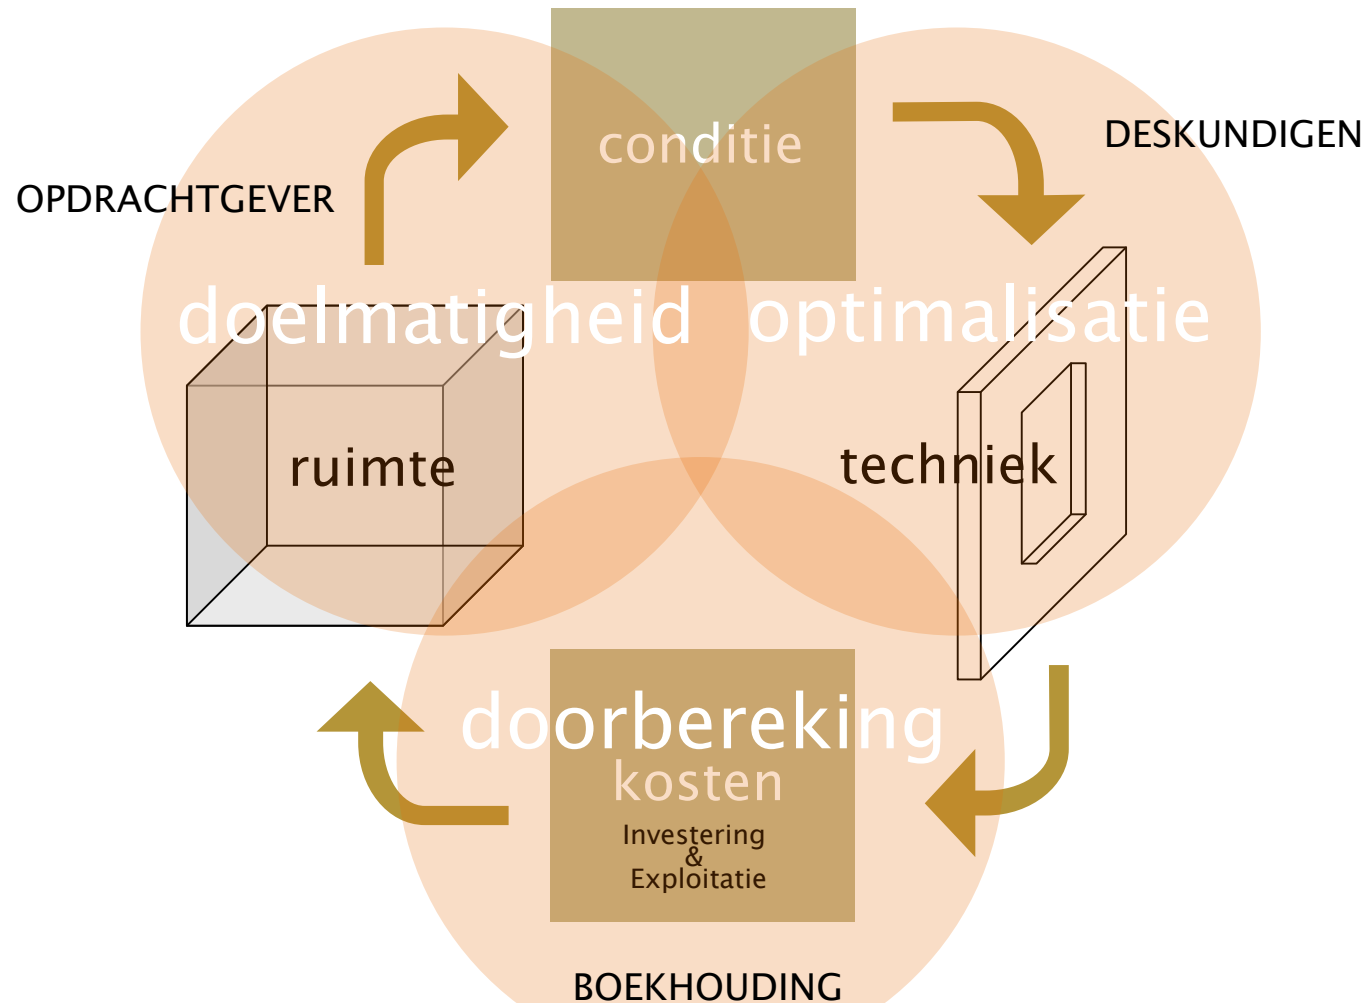 conditie
DESKUNDIGEN
OPDRACHTGEVER
doelmatigheid
optimalisatie
ruimte
techniek
doorbereking
kosten
Investering
&
Exploitatie
BOEKHOUDING